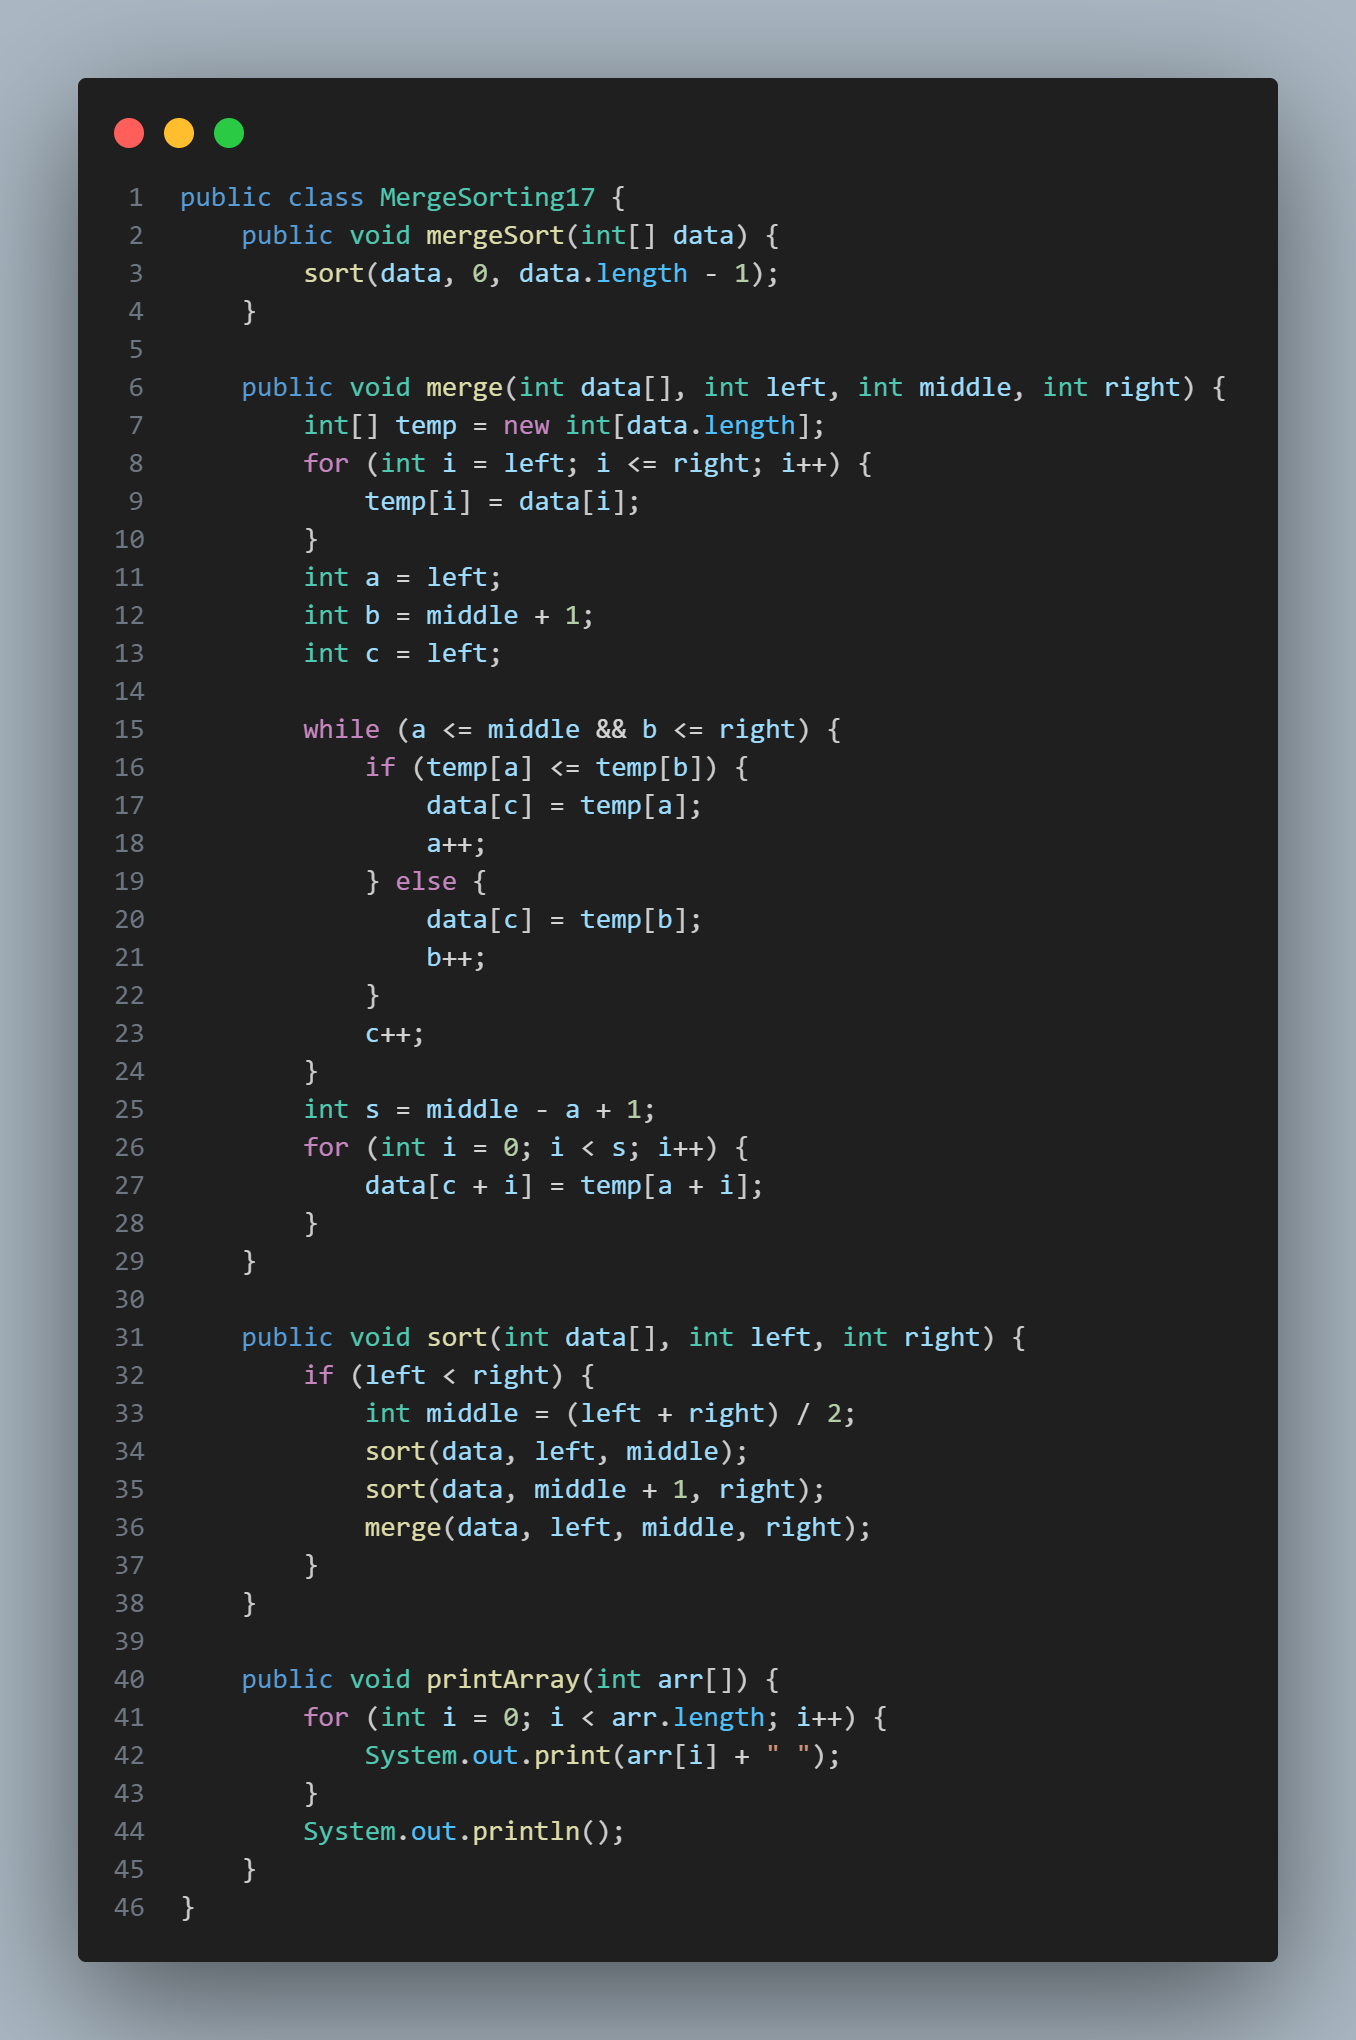 1 public class MergeSorting17 {
2     public void mergeSort(int[] data) {
3         sort(data, 0, data.length - 1);
4     }
5
6     public void merge(int data[], int left, int middle, int right) {
7         int[] temp = new int[data.length];
8         for (int i = left; i <= right; i++) {
9             temp[i] = data[i];
10         }
11         int a = left;
12         int b = middle + 1;
13         int c = left;
14
15         while (a <= middle && b <= right) {
16             if (temp[a] <= temp[b]) {
17                 data[c] = temp[a];
18                 a++;
19             } else {
20                 data[c] = temp[b];
21                 b++;
22             }
23             c++;
24         }
25         int s = middle - a + 1;
26         for (int i = 0; i < s; i++) {
27             data[c + i] = temp[a + i];
28         }
29     }
30
31     public void sort(int data[], int left, int right) {
32         if (left < right) {
33             int middle = (left + right) / 2;
34             sort(data, left, middle);
35             sort(data, middle + 1, right);
36             merge(data, left, middle, right);
37         }
38     }
39
40     public void printArray(int arr[]) {
41         for (int i = 0; i < arr.length; i++) {
42             System.out.print(arr[i] + " ");
43         }
44         System.out.println();
45     }
46 }